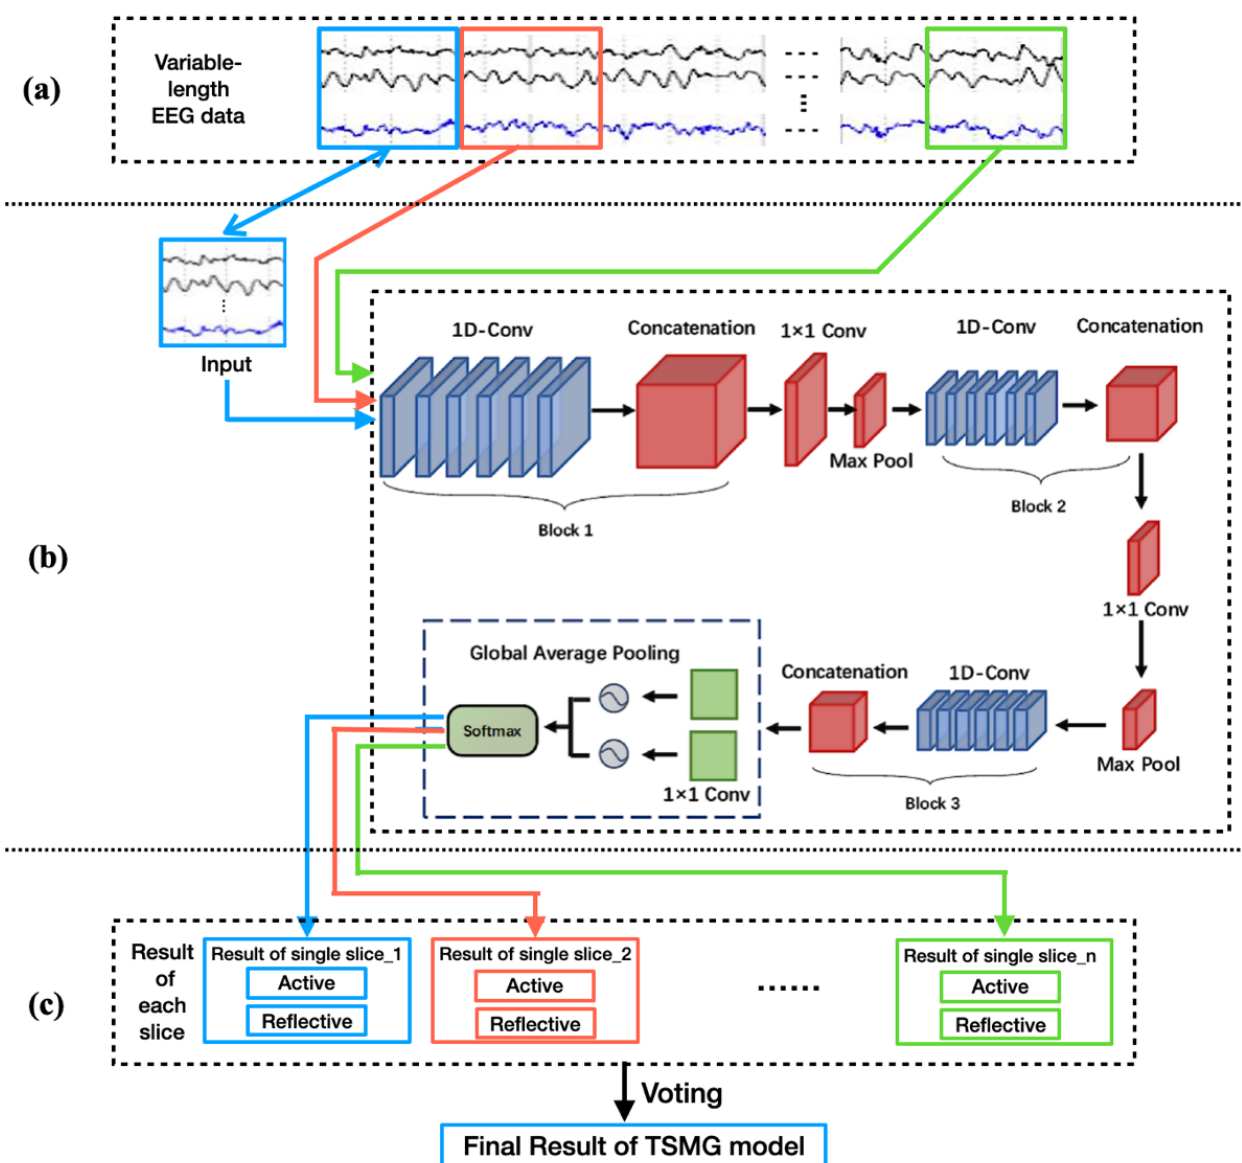 (a)
Variable-
length
EEG data
Input
(b)
1D-Conv
Concatenation
1×1 Conv
1D-Conv
Concatenation
Max Pool
Block 1
Block 2
1×1 Conv
Global Average Pooling
Concatenation
1D-Conv
Softmax
1×1 Conv
Max Pool
Block 3
(c)
Result
of
each
slice
Result of single slice_1
Active
Reflective
Result of single slice_2
Active
Reflective
......
Result of single slice_n
Active
Reflective
Voting
Final Result of TSMG model